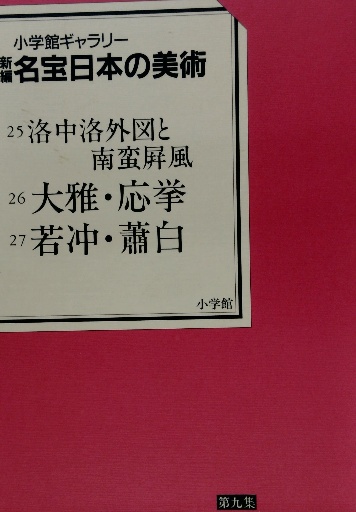 小学館ギャラリー
新編 名宝日本の美術
25 洛中洛外図と
南蛮屏風
26 大雅・応挙
27 若冲・蕭白
小学館
第九集